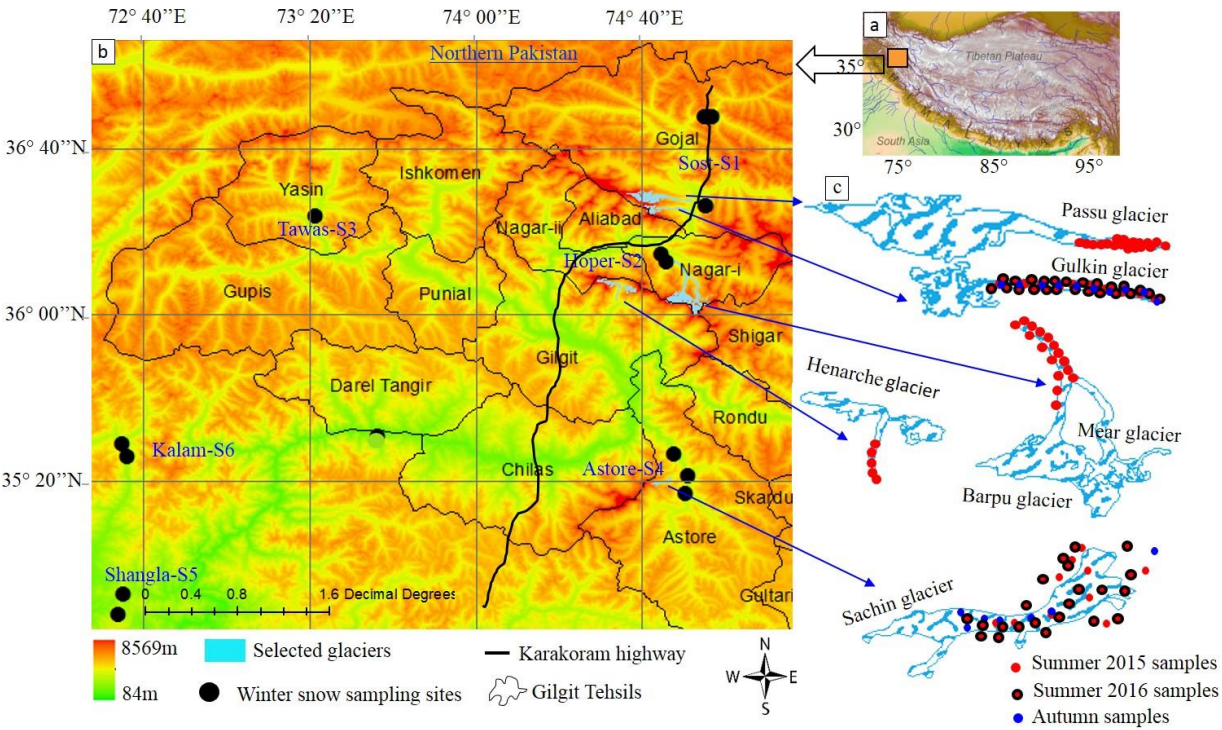 72° 40’’E
73° 20’’E
74° 00’’E
74° 40’’E
b
Northern Pakistan
a
35°
30°
Tibetan Plateau
South Asia
75°
85°
95°
36° 40’’N
36° 00’’N
35° 20’’N
Gojal
Sost-S1
Ishkomen
Yasin
Tawas-S3
Nagar-ii
Aliabad
Hoper-S2
Nagar-i
Gupis
Punial
Shigar
Gilgit
Darel Tangir
Rondu
Kalam-S6
Chilas
Astore-S4
Skardu
Astore
Shangla-S5
0 0.4 0.8 1.6 Decimal Degrees
Gultari
c
Passu glacier
Gulkin glacier
Henarche glacier
Mear glacier
Barpu glacier
Sachin glacier
8569m
84m
Selected glaciers
Winter snow sampling sites
Karakoram highway
Gilgit Tehsils
N
W
E
S
Summer 2015 samples
Summer 2016 samples
Autumn samples